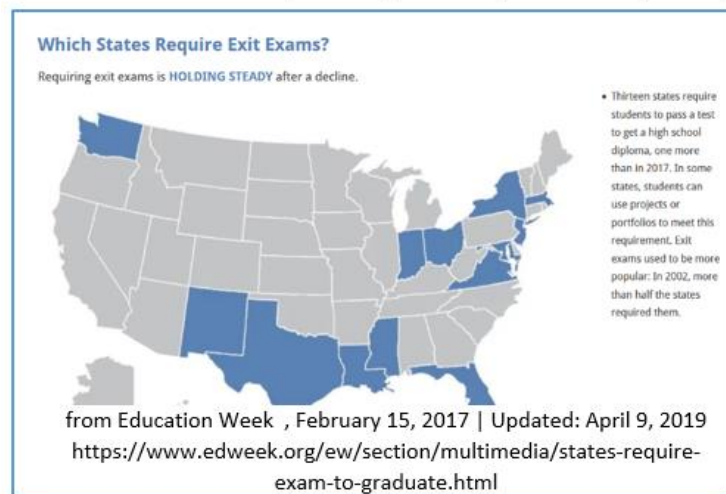 Which States Require Exit Exams?
Requiring exit exams is HOLDING STEADY after a decline.
• Thirteen states require
students to pass a test
to get a high school
diploma, one more
than in 2017. In some
states, students can
use projects or
portfolios to meet this
requirement. Exit
exams used to be more
popular: In 2002, more
than half the states
required them.
from Education Week , February 15, 2017 | Updated: April 9, 2019
https://www.edweek.org/ew/section/multimedia/states-require-
exam-to-graduate.html